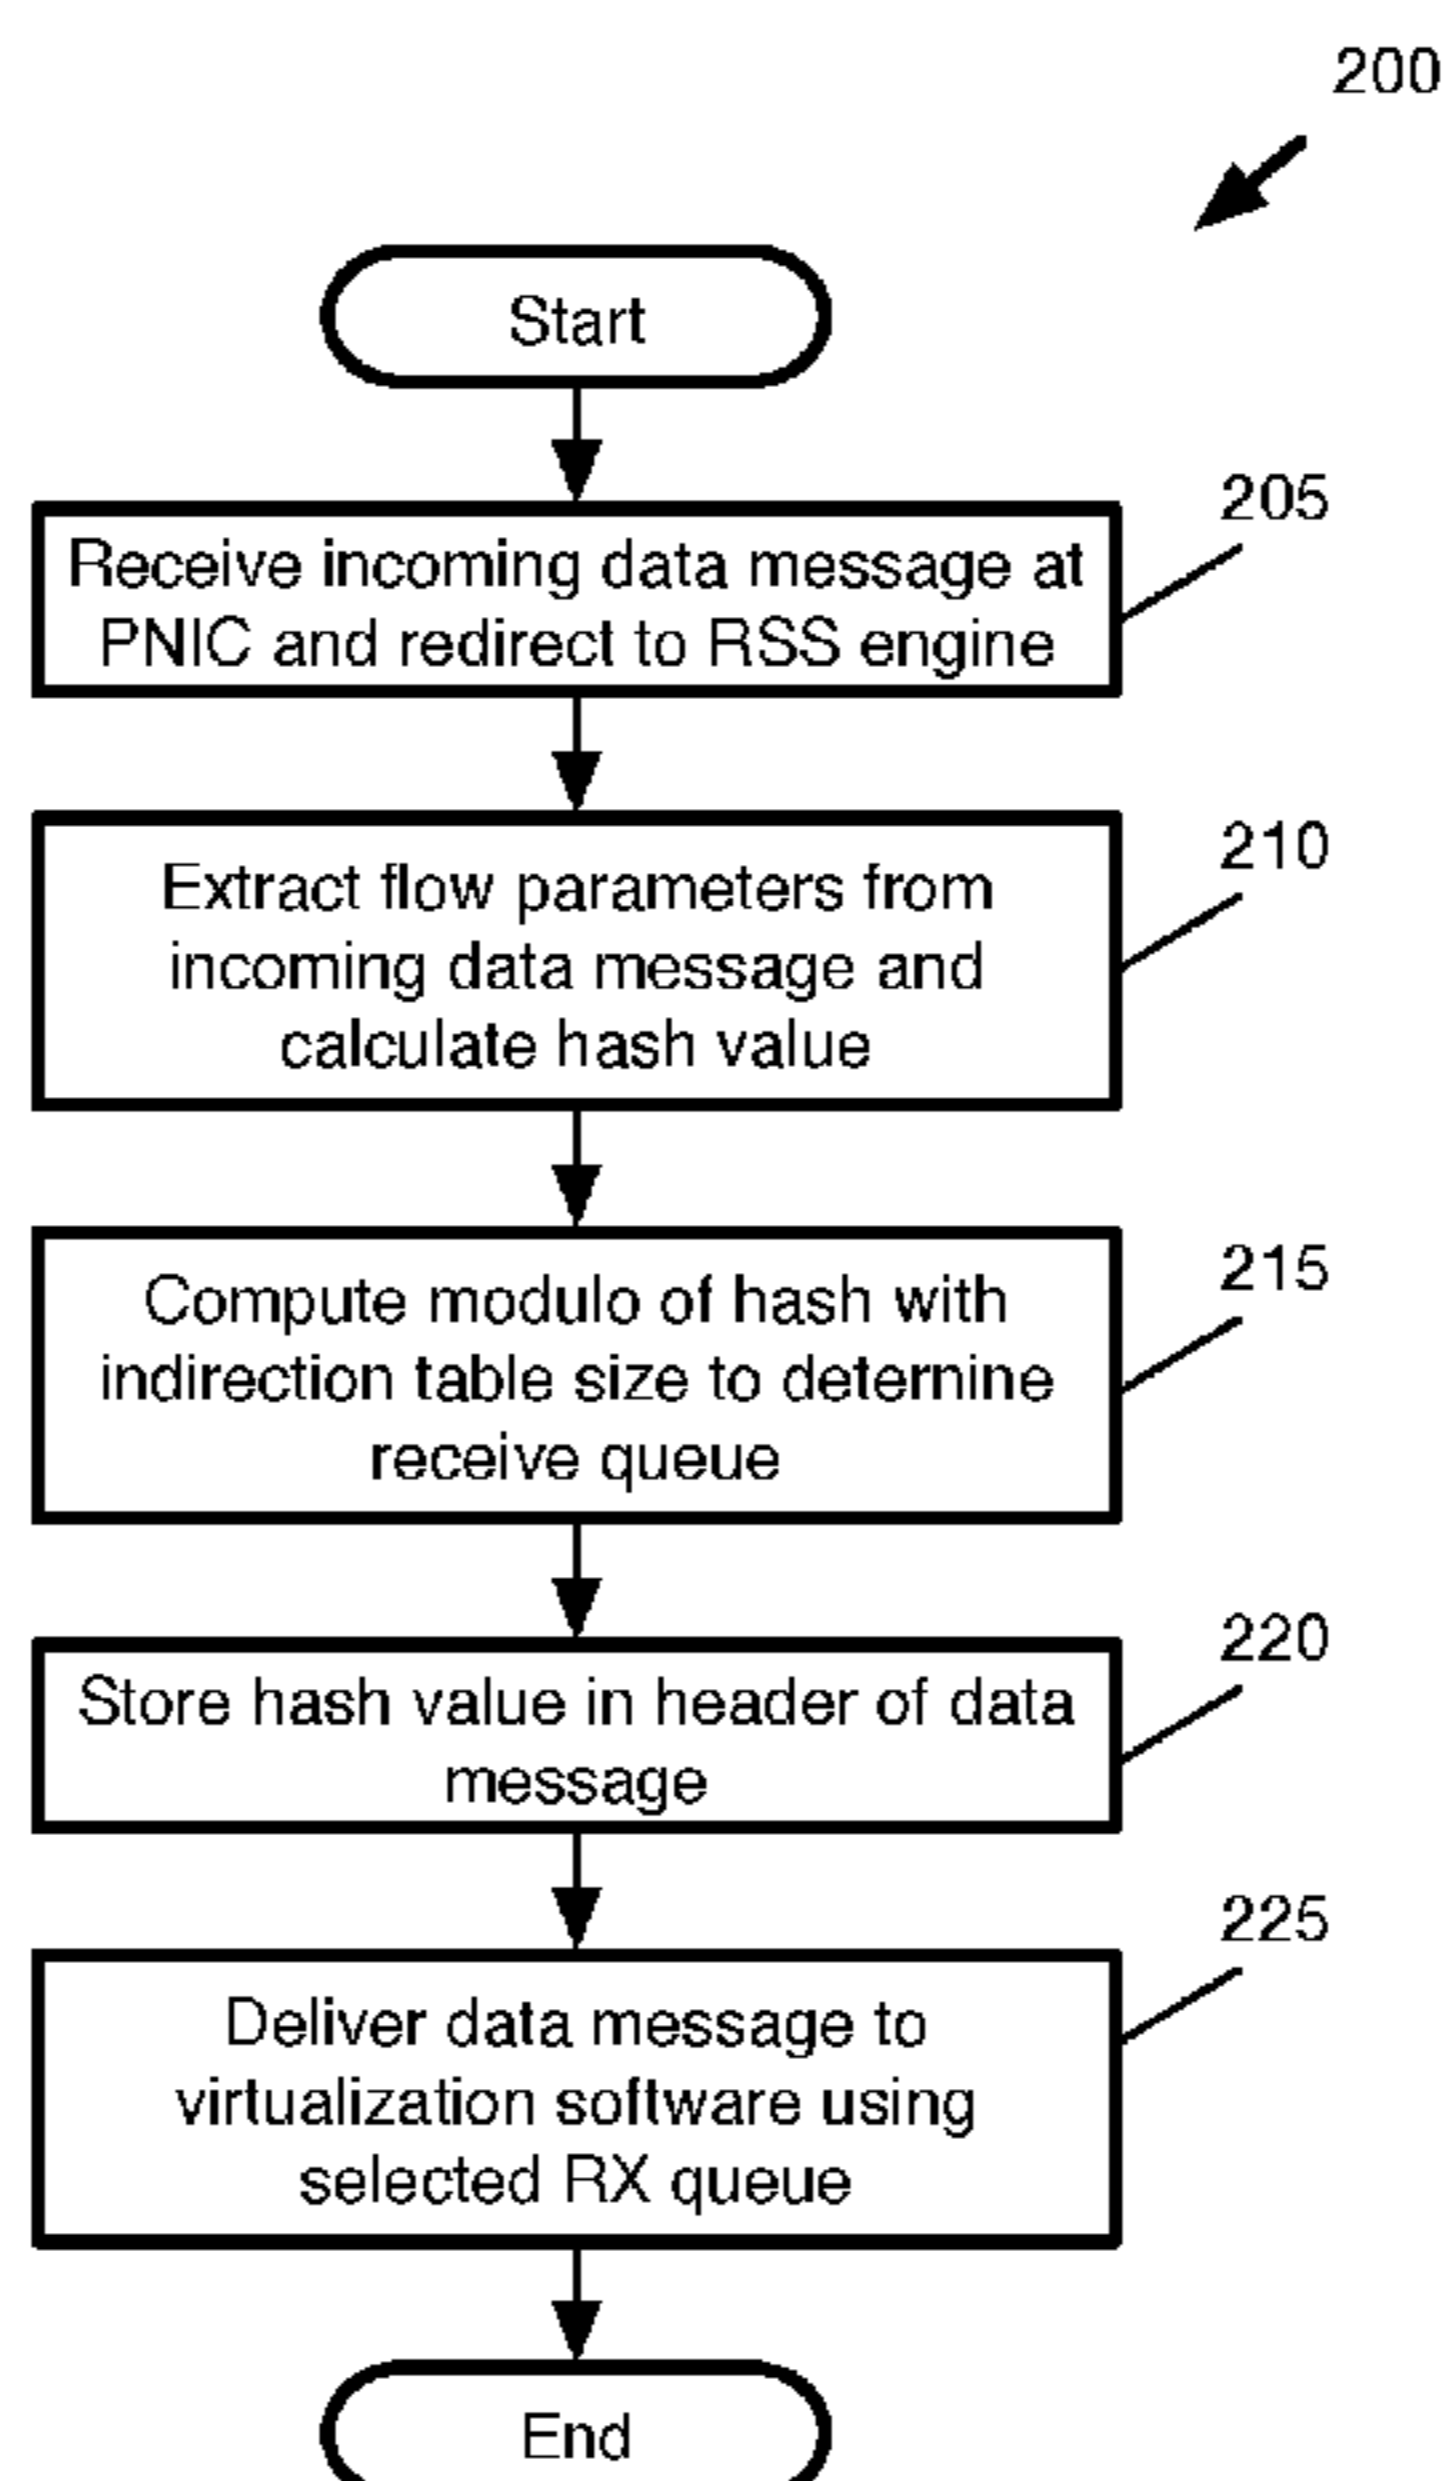 200
Start
205
Receive incoming data message at
PNIC and redirect to RSS engine
210
Extract flow parameters from
incoming data message and
calculate hash value
215
Compute modulo of hash with
indirection table size to deternine
receive queue
220
Store hash value in header of data
message
225
Deliver data message to
virtualization software using
selected RX queue
End